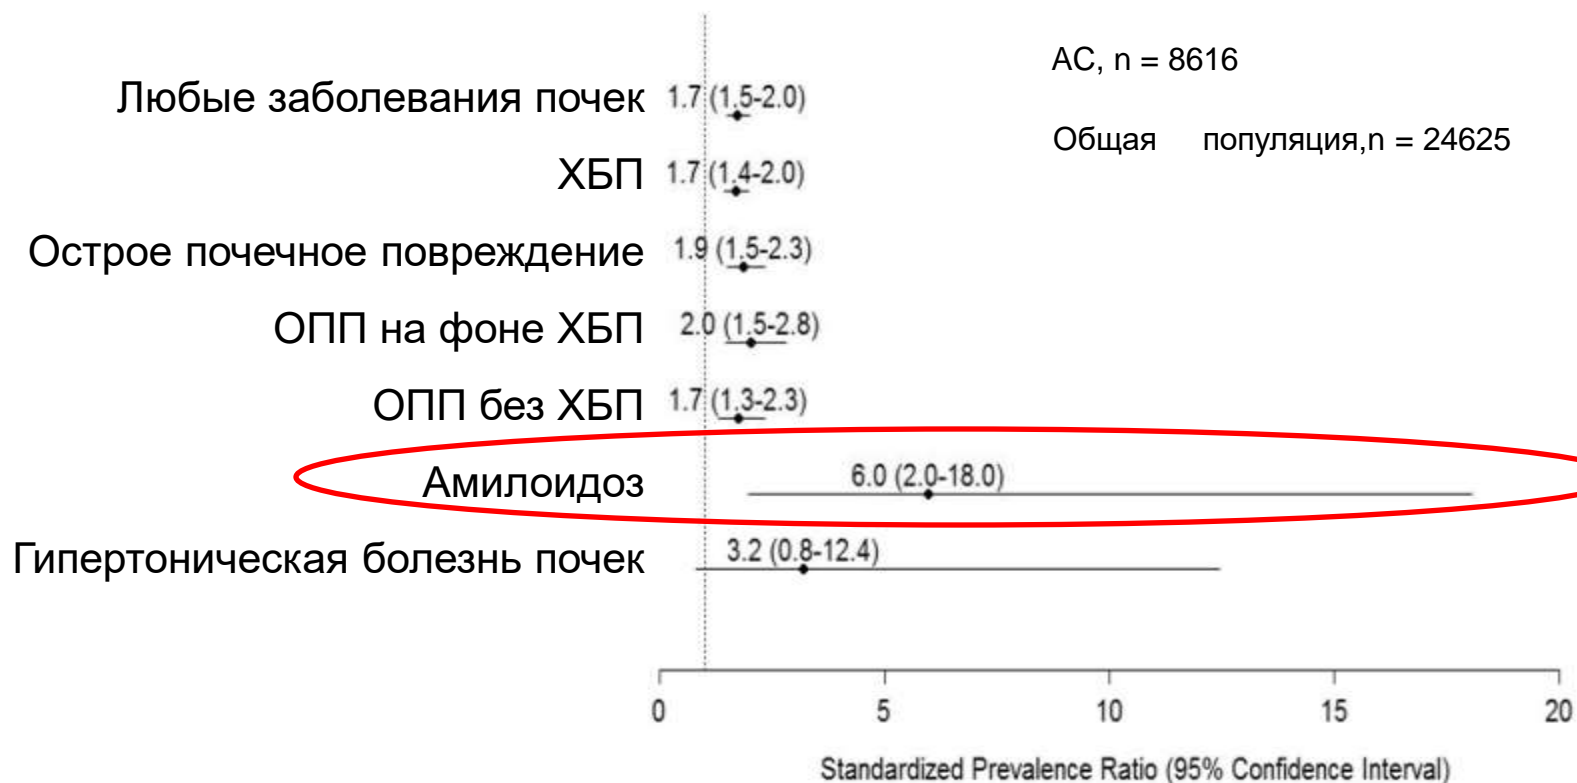 АС, n = 8616
Общая популяция,n = 24625
Любые заболевания почек 1.7 (1.5-2.0)
ХБП 1.7 (1.4-2.0)
Острое почечное повреждение 1.9 (1.5-2.3)
ОПП на фоне ХБП 2.0 (1.5-2.8)
ОПП без ХБП 1.7 (1.3-2.3)
Амилоидоз 6.0 (2.0-18.0)
Гипертоническая болезнь почек 3.2 (0.8-12.4)
0 5 10 15 20
Standardized Prevalence Ratio (95% Confidence Interval)